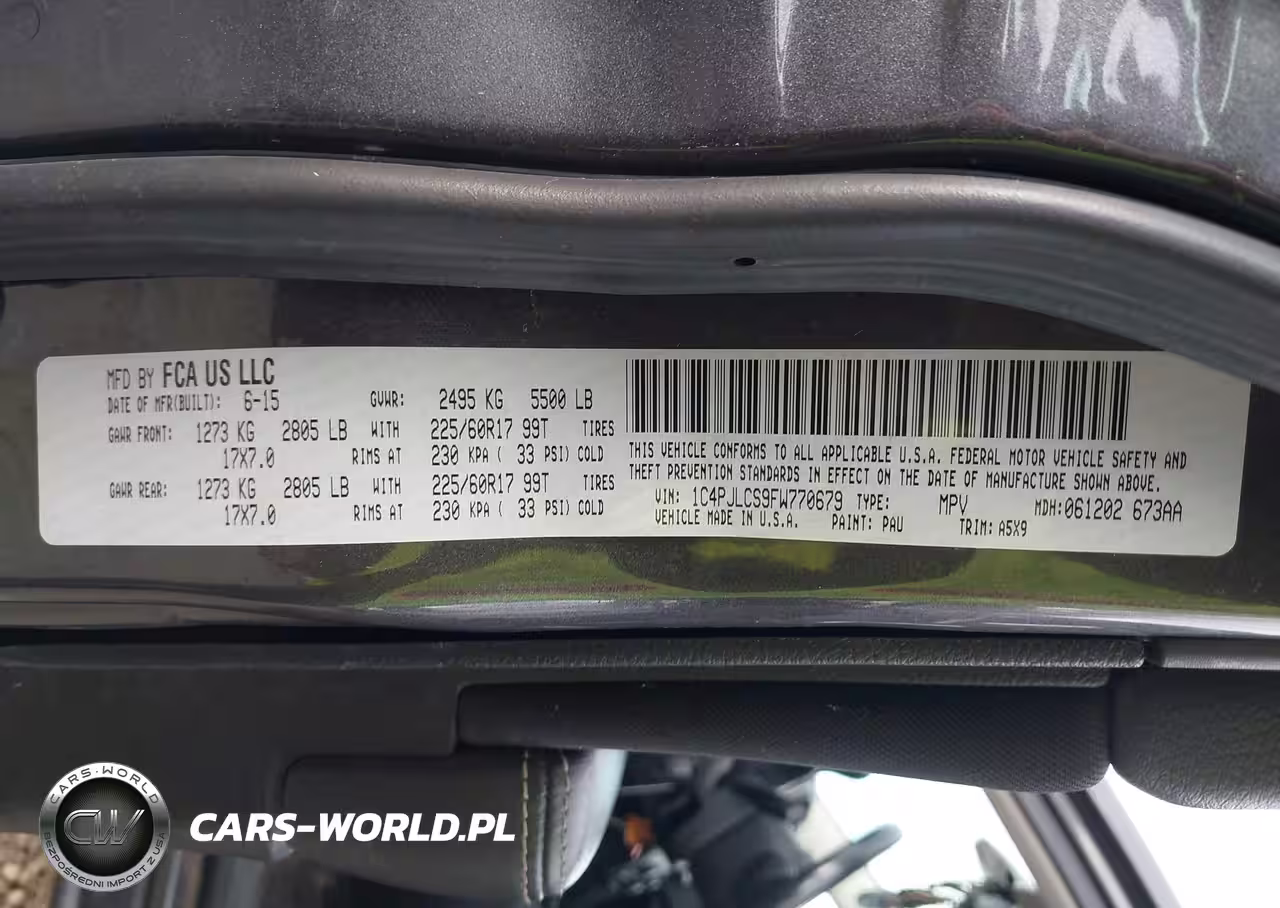 MFD BY FCA US LLC
DATE OF MFR(BUILT): 6-15 GVWR: 2495 KG 5500 LB
GAWR FRONT: 1273 KG 2805 LB WITH 225/60R17 99T TIRES
17X7.0 RIMS AT 230 KPA ( 33 PSI) COLD
GAWR REAR: 1273 KG 2805 LB WITH 225/60R17 99T TIRES
17X7.0 RIMS AT 230 KPA ( 33 PSI) COLD
THIS VEHICLE CONFORMS TO ALL APPLICABLE U.S.A. FEDERAL MOTOR VEHICLE SAFETY AND
THEFT PREVENTION STANDARDS IN EFFECT ON THE DATE OF MANUFACTURE SHOWN ABOVE.
VIN: 1C4PJLCS9FW770679 TYPE: MPV MDH:061202 673AA
VEHICLE MADE IN U.S.A. PAINT: PAU TRIM: A5X9
CARS-WORLD
CW
BEZPOŚREDNI IMPORT Z USA
CARS-WORLD.PL